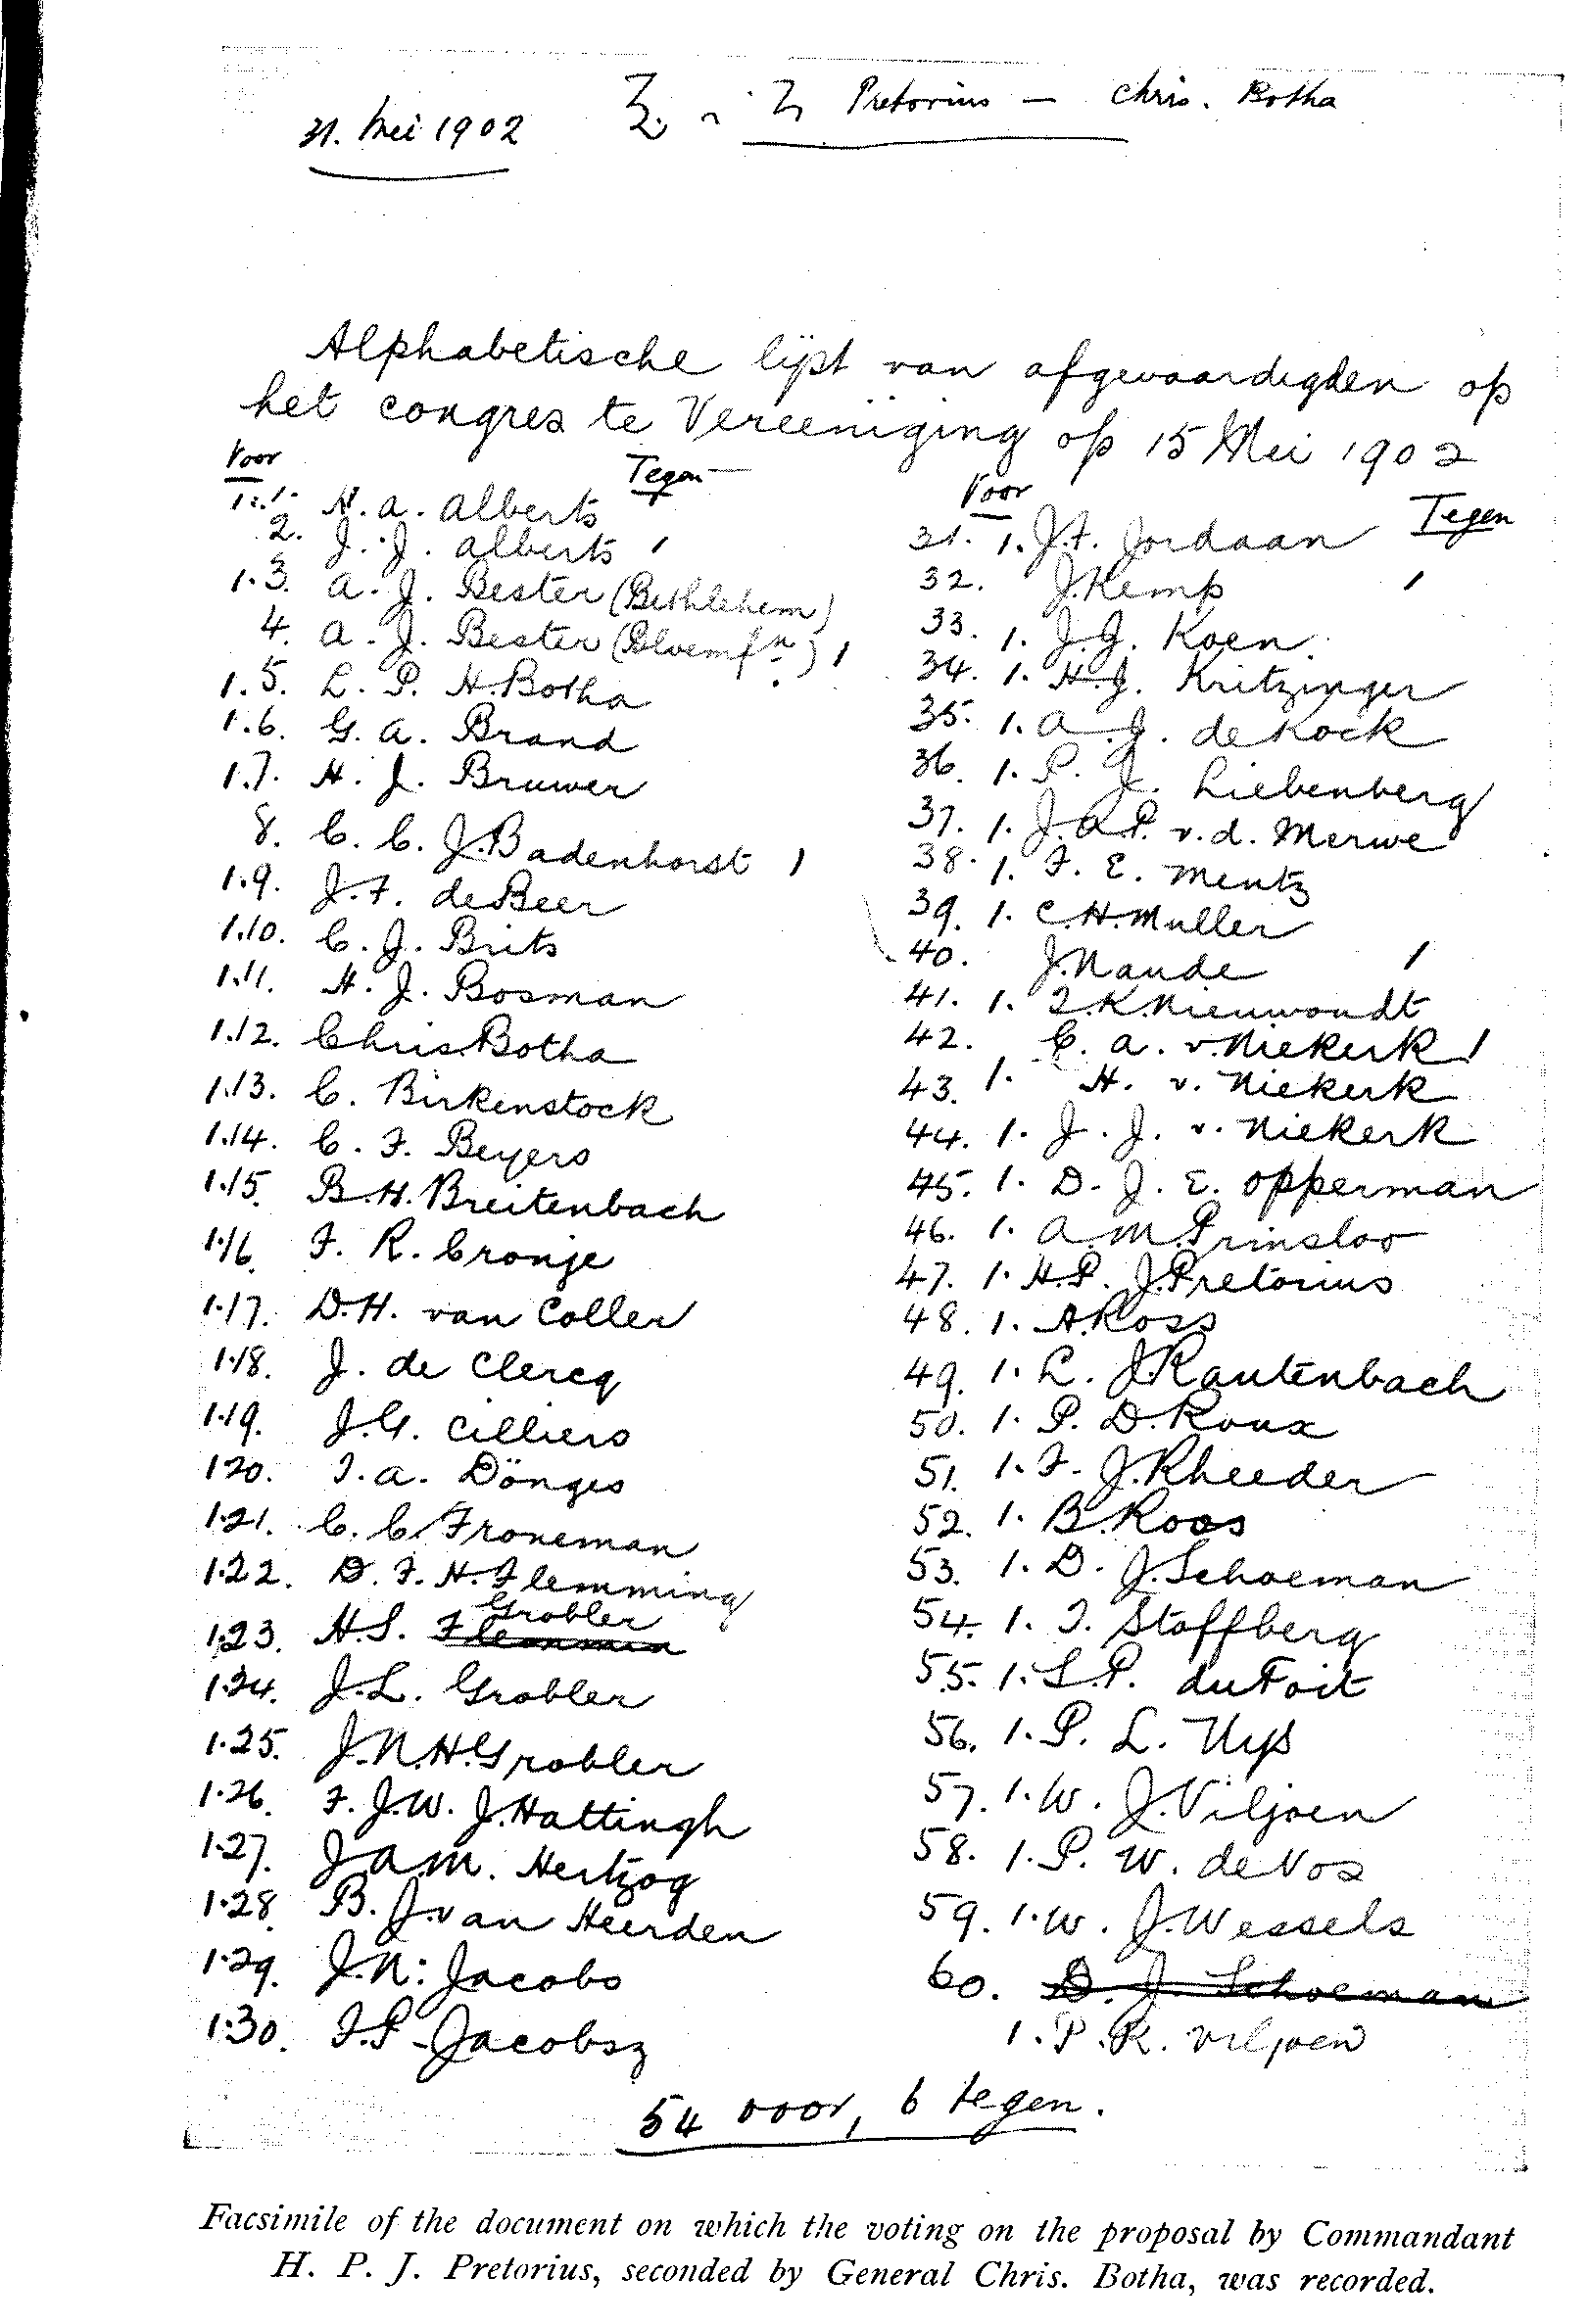 31. Mei 1902
Pretorius — Chris. Botha
Alphabetische lijst van afgevaardigden op
het congres te Vereeniging op 15 Mei 1902
Voor Tegen
1. 1. H. A. Alberts
2. J. J. Alberts 1
1. 3. A. J. Bester (Bethlehem)
4. A. J. Bester (Bloemfn.) 1
1. 5. L. P. H. Botha
1. 6. G. A. Brand
1. 7. H. J. Bruwer
8. C. C. J. Badenhorst 1
1. 9. J. F. de Beer
1. 10. C. J. Brits
1. 11. H. J. Bosman
1. 12. Chris. Botha
1. 13. C. Birkenstock
1. 14. C. F. Beyers
1. 15. B. H. Breitenbach
1. 16. F. R. Cronje
1. 17. D. H. van Coller
1. 18. J. de Clercq
1. 19. J. G. Cilliers
1. 20. T. A. Dönges
1. 21. C. C. Froneman
1. 22. D. F. H. Flemming
1. 23. H. S. Grobler
1. 24. J. L. Grobler
1. 25. J. N. H. Grobler
1. 26. F. J. W. J. Hattingh
1. 27. J. A. M. Hertzog
1. 28. B. J. van Heerden
1. 29. J. N. Jacobs
1. 30. F. P. Jacobsz
Voor Tegen
31. 1. J. F. Jordaan
32. J. Kemp 1
33. 1. J. J. Koen
34. 1. H. J. Kritzinger
35. 1. A. J. de Kock
36. 1. P. J. Liebenberg
37. 1. J. A. P. v. d. Merwe
38. 1. F. E. Mentz
39. 1. C. H. Muller
40. J. Naude 1
41. 1. T. K. Nieuwoudt
42. C. A. v. Niekerk 1
43. 1. H. v. Niekerk
44. 1. J. J. v. Niekerk
45. 1. D. J. E. Opperman
46. 1. A. M. Prinsloo
47. 1. H. P. J. Pretorius
48. 1. A. Ross
49. 1. L. J. Rautenbach
50. 1. P. D. Roux
51. 1. F. J. Rheeder
52. 1. B. Roos
53. 1. D. J. Schoeman
54. 1. T. Stoffberg
55. 1. S. P. du Toit
56. 1. P. L. Uys
57. 1. W. J. Viljoen
58. 1. P. W. de Vos
59. 1. W. J. Wessels
60. D. J. Schoeman
1. P. R. Viljoen
54 voor, 6 tegen.
Facsimile of the document on which the voting on the proposal by Commandant
H. P. J. Pretorius, seconded by General Chris. Botha, was recorded.